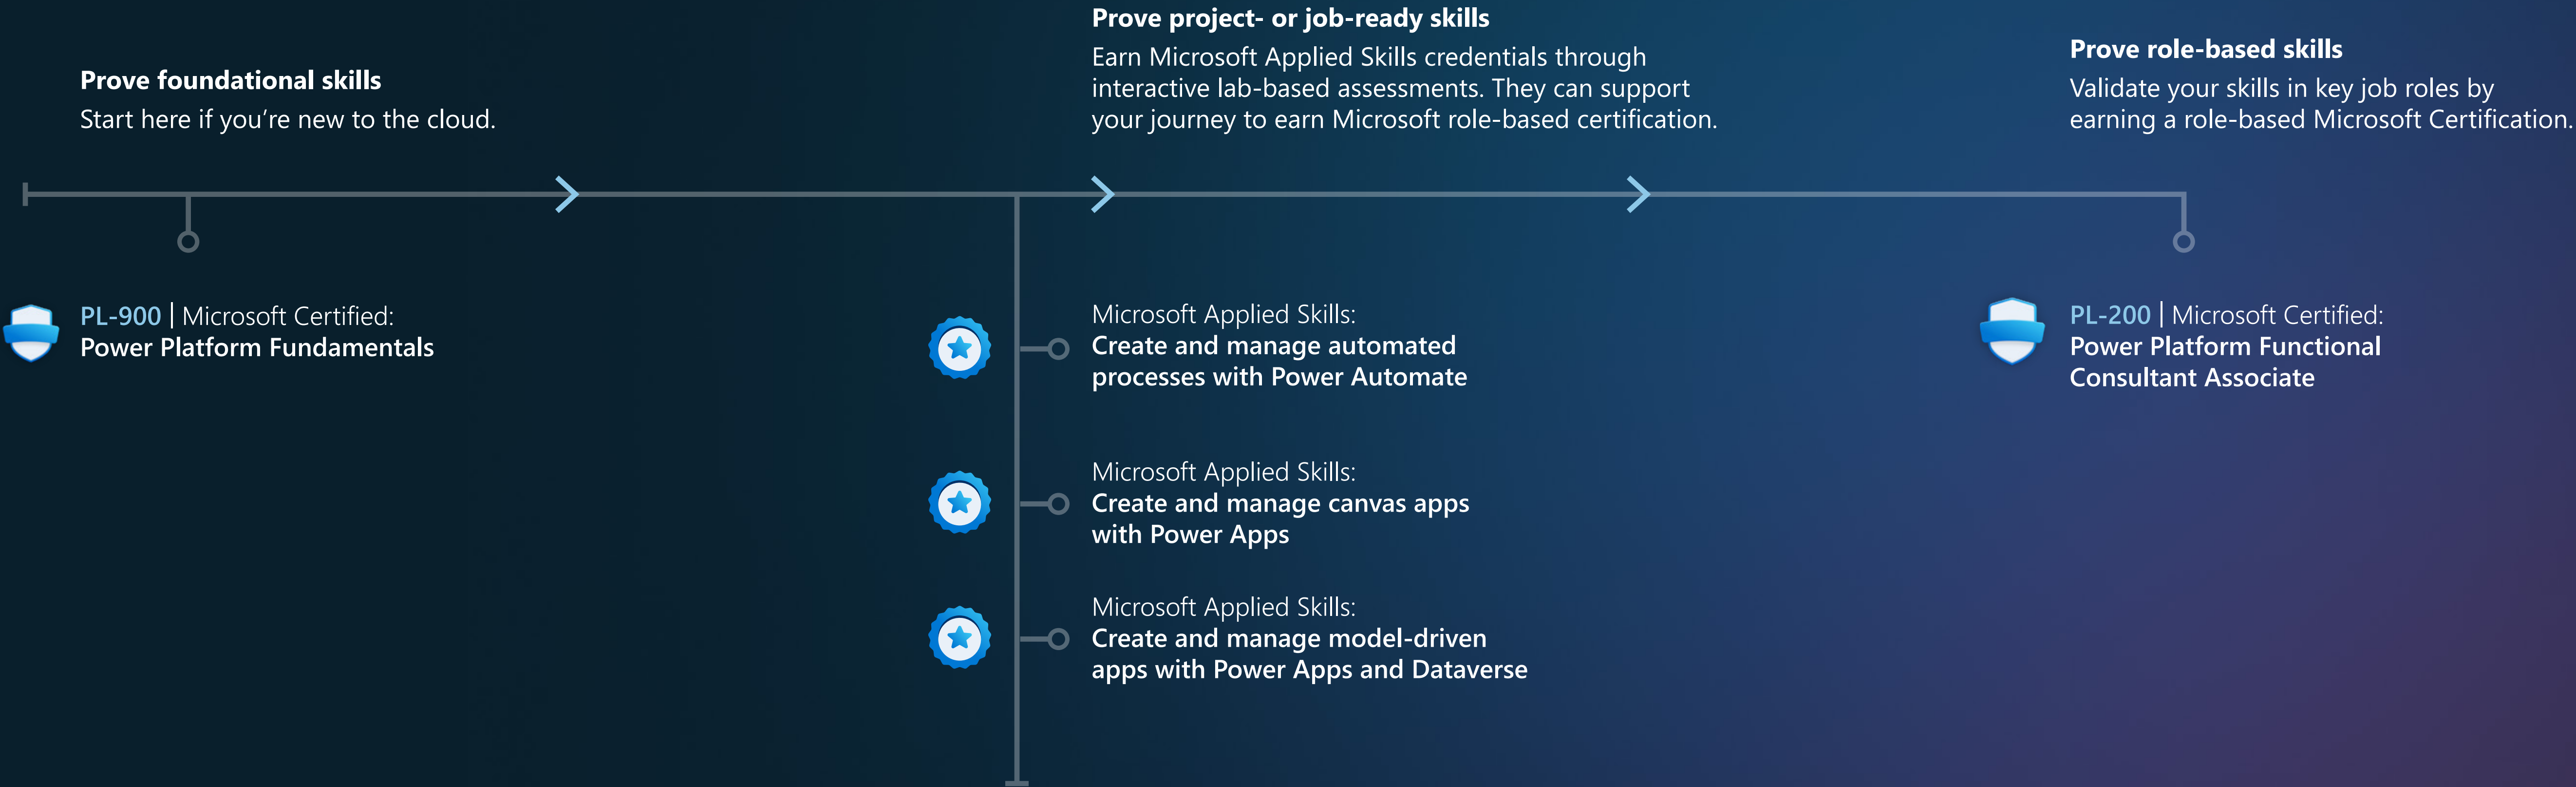 Prove foundational skills
Start here if you’re new to the cloud.
PL-900 | Microsoft Certified:
Power Platform Fundamentals
Prove project- or job-ready skills
Earn Microsoft Applied Skills credentials through
interactive lab-based assessments. They can support
your journey to earn Microsoft role-based certification.
Microsoft Applied Skills:
Create and manage automated
processes with Power Automate
Microsoft Applied Skills:
Create and manage canvas apps
with Power Apps
Microsoft Applied Skills:
Create and manage model-driven
apps with Power Apps and Dataverse
Prove role-based skills
Validate your skills in key job roles by
earning a role-based Microsoft Certification.
PL-200 | Microsoft Certified:
Power Platform Functional
Consultant Associate